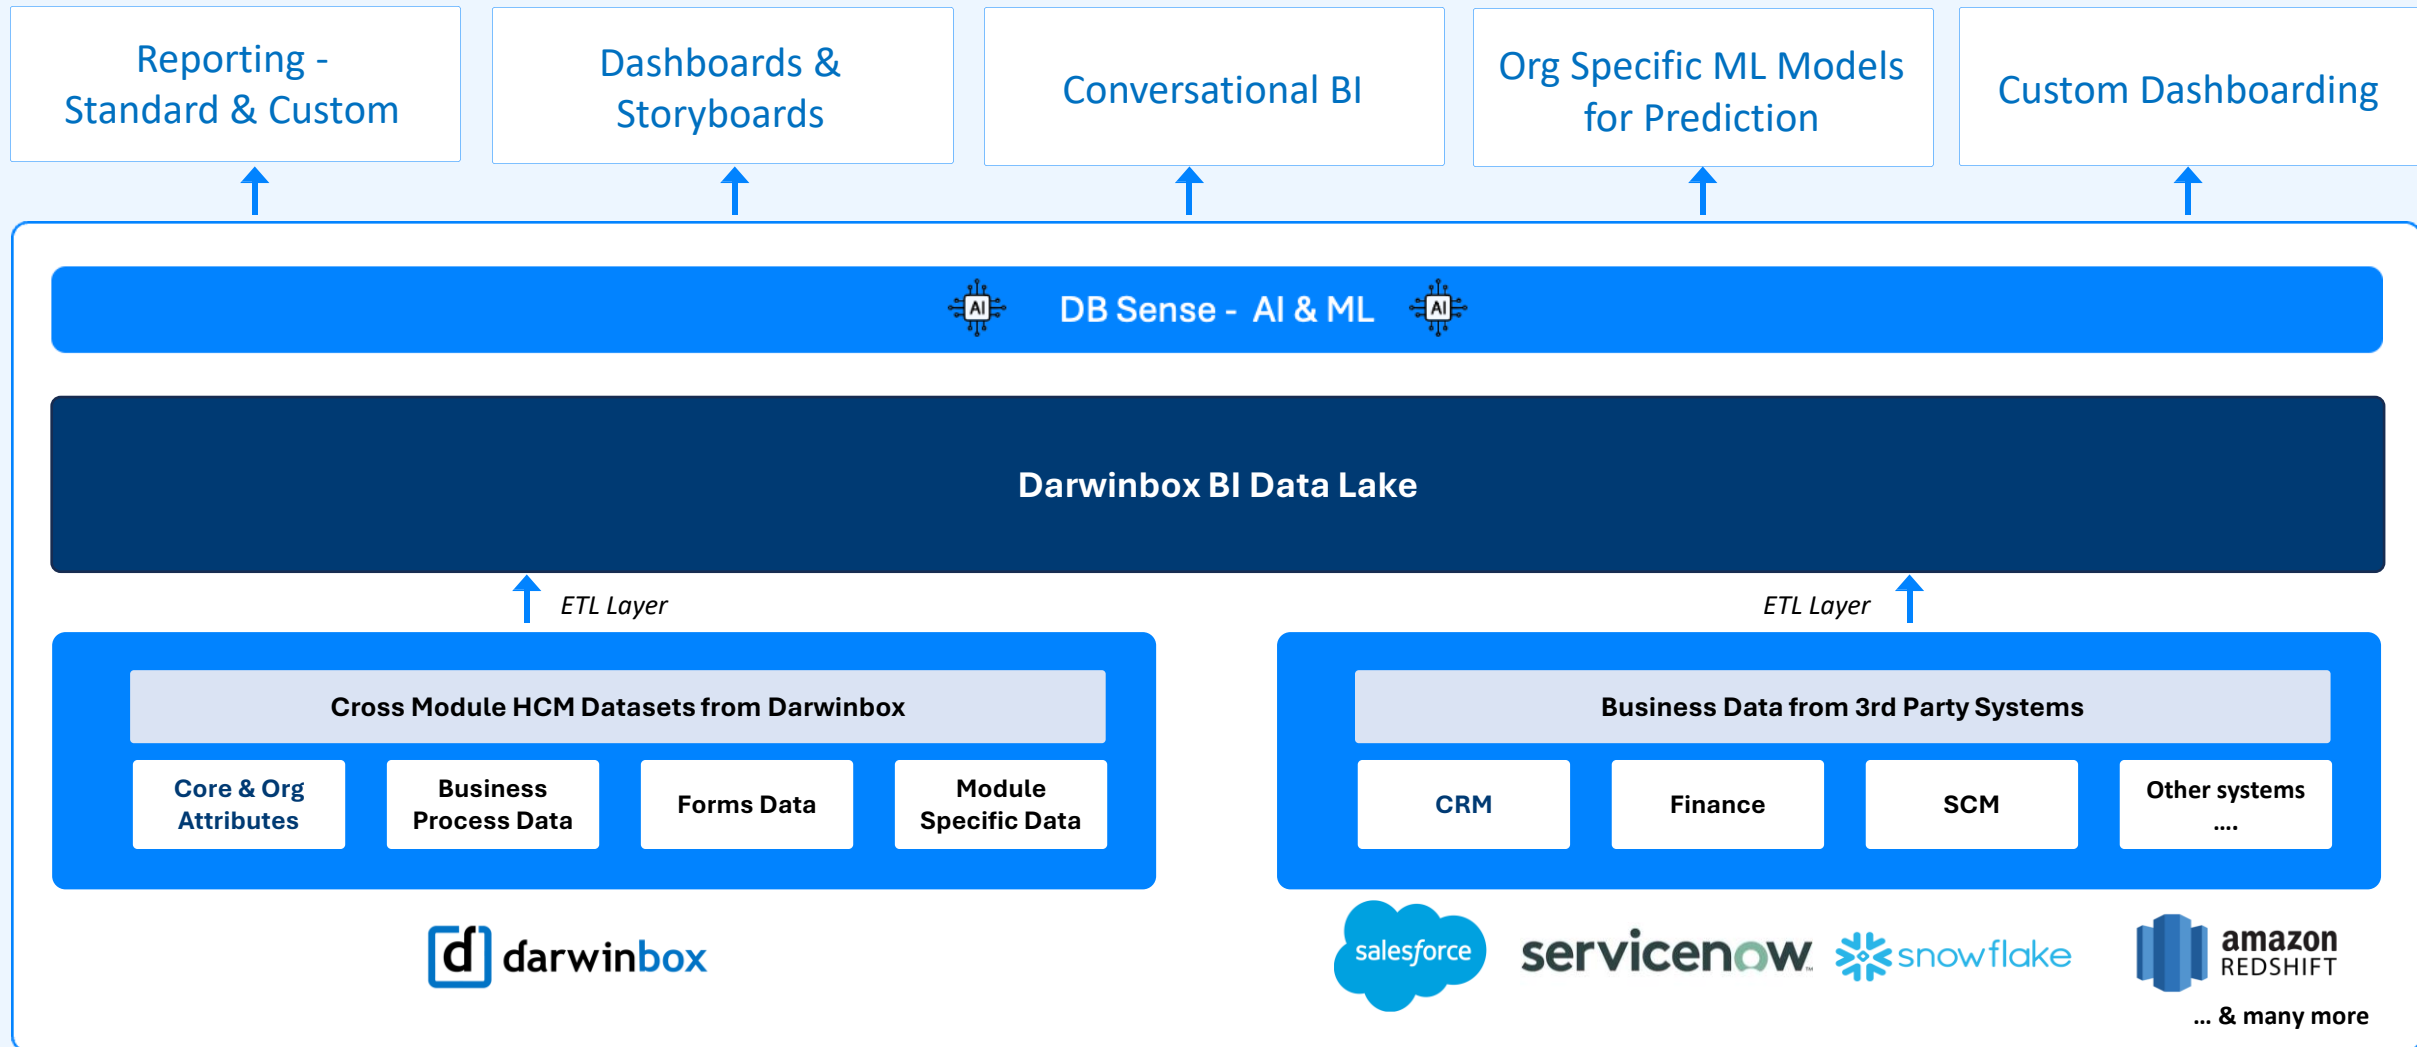 Reporting -
Standard & Custom
Dashboards &
Storyboards
Conversational BI
Org Specific ML Models
for Prediction
Custom Dashboarding
AI
DB Sense - AI & ML
AI
Darwinbox BI Data Lake
ETL Layer
ETL Layer
Cross Module HCM Datasets from Darwinbox
Core & Org
Attributes
Business
Process Data
Forms Data
Module
Specific Data
Business Data from 3rd Party Systems
CRM
Finance
SCM
Other systems
....
d darwinbox
salesforce
servicenow
snowflake
amazon
REDSHIFT
... & many more